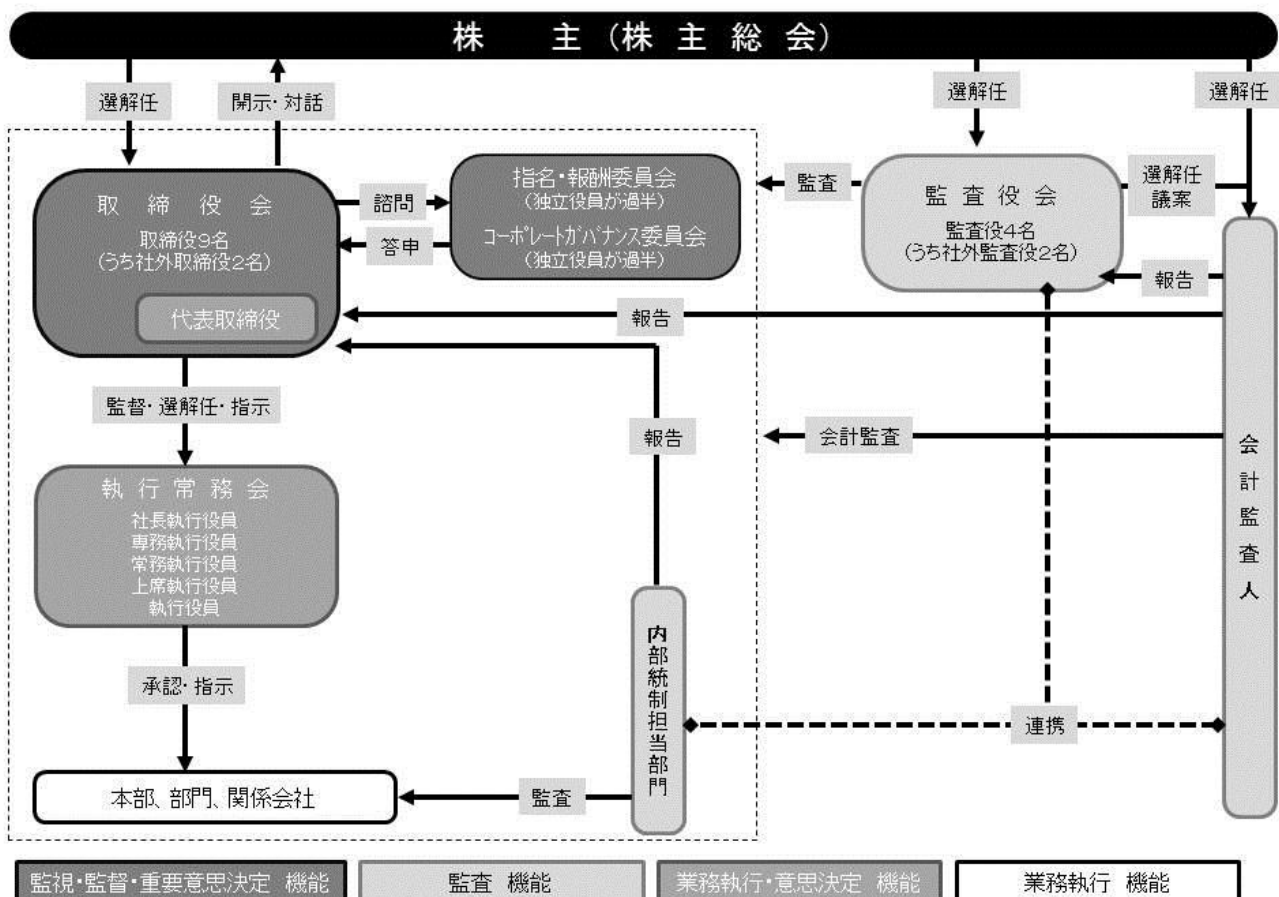 株 主 (株 主 総 会)
選解任
開示・対話
選解任
選解任
取 締 役 会
取締役9名
(うち社外取締役2名)
代表取締役
諮問
答申
指名・報酬委員会
(独立役員が過半)
コーポレートガバナンス委員会
(独立役員が過半)
監査
監 査 役 会
監査役4名
(うち社外監査役2名)
選解任
議案
報告
報告
監督・選解任・指示
報告
会計監査
会計監査人
執 行 常 務 会
社長執行役員
専務執行役員
常務執行役員
上席執行役員
執行役員
承認・指示
内部統制担当部門
連携
本部、部門、関係会社
監査
監視・監督・重要意思決定 機能
監査 機能
業務執行・意思決定 機能
業務執行 機能